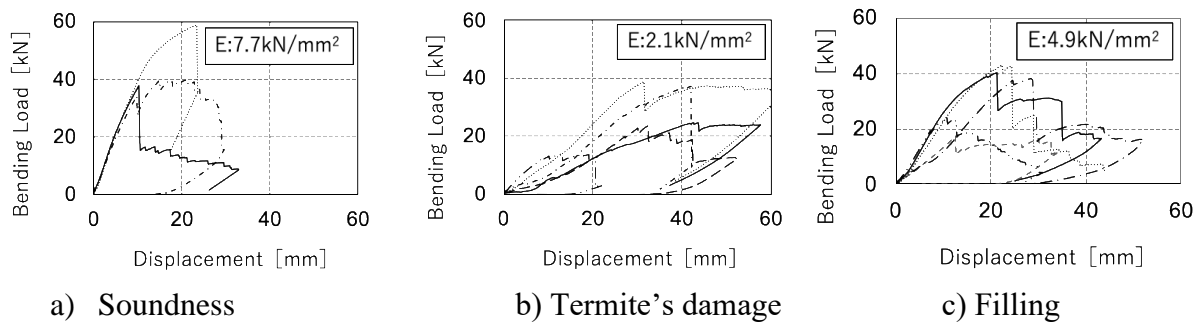 60
40
20
0
Bending Load [kN]
E:7.7kN/mm²
0 20 40 60
Displacement [mm]
a) Soundness
60
40
20
0
Bending Load [kN]
E:2.1kN/mm²
0 20 40 60
Displacement [mm]
b) Termite’s damage
60
40
20
0
Bending Load [kN]
E:4.9kN/mm²
0 20 40 60
Displacement [mm]
c) Filling